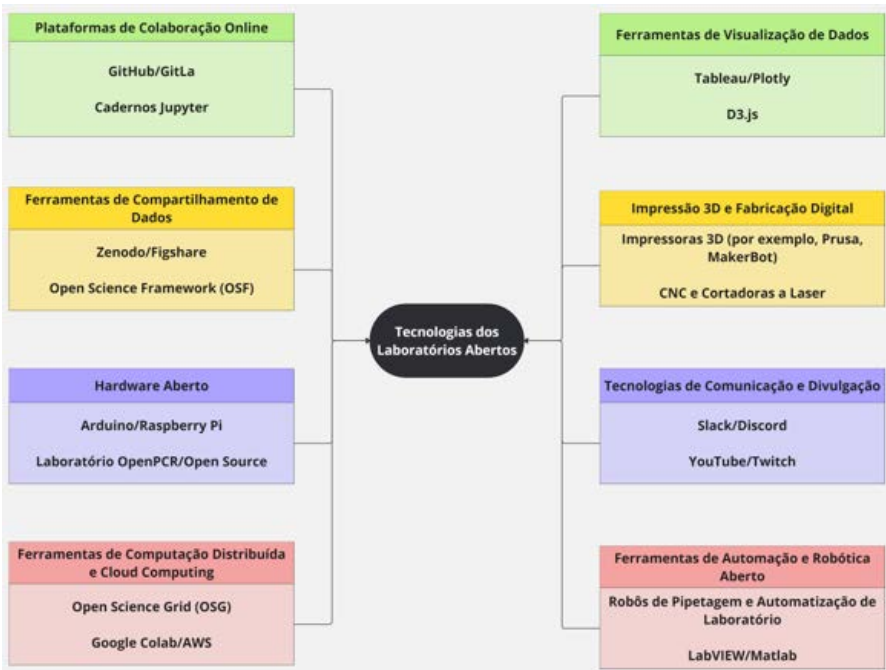 Plataformas de Colaboração Online
GitHub/GitLa
Cadernos Jupyter
Ferramentas de Compartilhamento de
Dados
Zenodo/Figshare
Open Science Framework (OSF)
Hardware Aberto
Arduino/Raspberry Pi
Laboratório OpenPCR/Open Source
Ferramentas de Computação Distribuída
e Cloud Computing
Open Science Grid (OSG)
Google Colab/AWS
Tecnologias dos
Laboratórios Abertos
Ferramentas de Visualização de Dados
Tableau/Plotly
D3.js
Impressão 3D e Fabricação Digital
Impressoras 3D (por exemplo, Prusa,
MakerBot)
CNC e Cortadoras a Laser
Tecnologias de Comunicação e Divulgação
Slack/Discord
YouTube/Twitch
Ferramentas de Automação e Robótica
Aberto
Robôs de Pipetagem e Automatização de
Laboratório
LabVIEW/Matlab